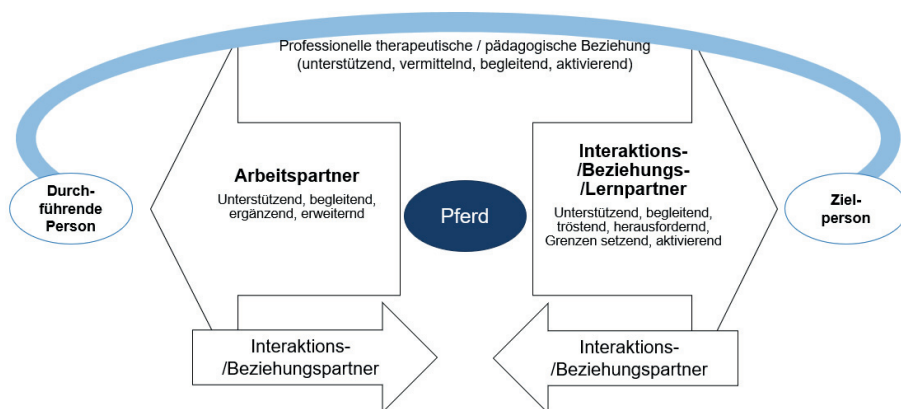 Professionelle therapeutische / pädagogische Beziehung
(unterstützend, vermittelnd, begleitend, aktivierend)
Durch-
führende
Person
Arbeitspartner
Unterstützend, begleitend,
ergänzend, erweiternd
Pferd
Interaktions-
/Beziehungs-
/Lernpartner
Unterstützend, begleitend,
tröstend, herausfordernd,
Grenzen setzend, aktivierend
Ziel-
person
Interaktions-
/Beziehungspartner
Interaktions-
/Beziehungspartner